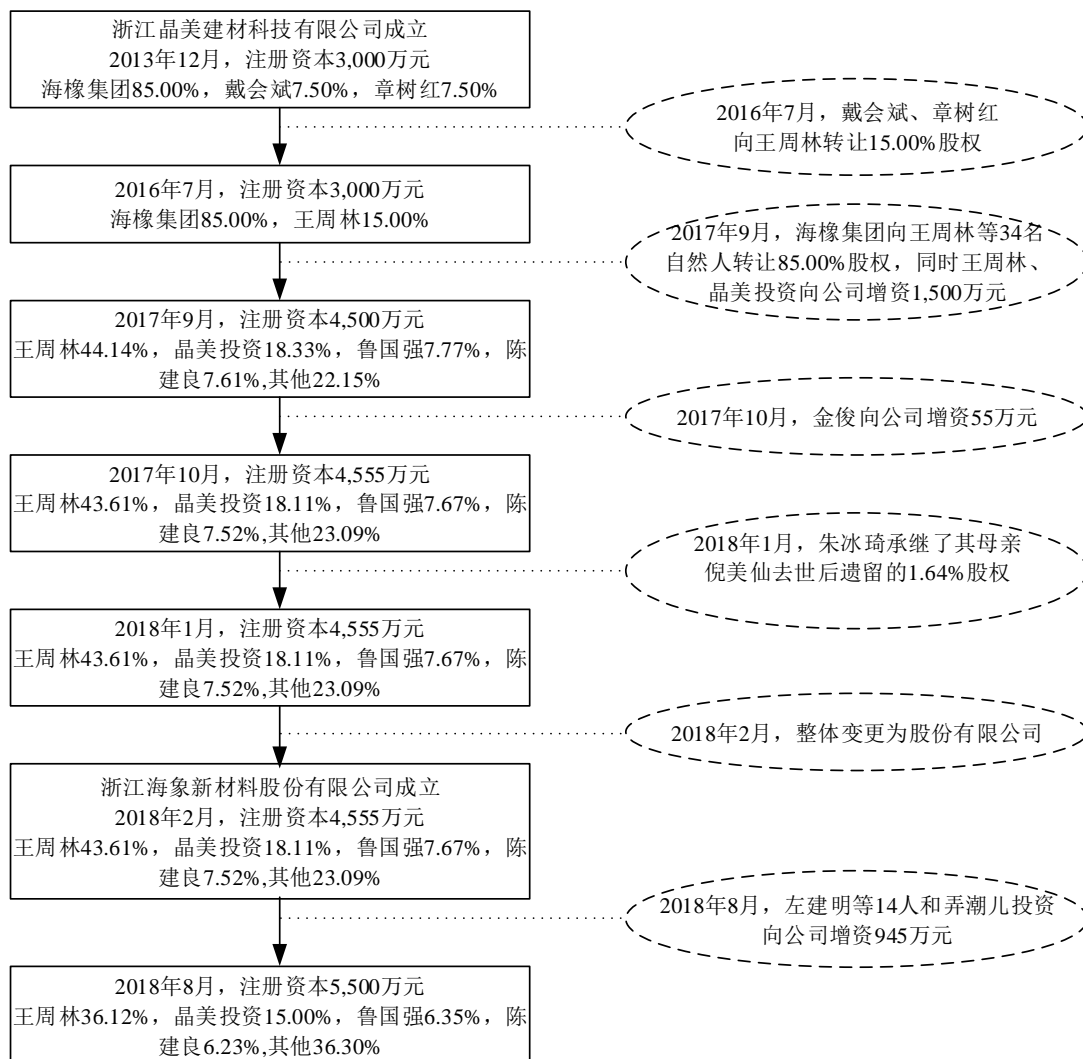 浙江晶美建材科技有限公司成立
2013年12月，注册资本3,000万元
海橡集团85.00%，戴会斌7.50%，章树红7.50%
2016年7月，戴会斌、章树红
向王周林转让15.00%股权
2016年7月，注册资本3,000万元
海橡集团85.00%，王周林15.00%
2017年9月，海橡集团向王周林等34名
自然人转让85.00%股权，同时王周林、
晶美投资向公司增资1,500万元
2017年9月，注册资本4,500万元
王周林44.14%，晶美投资18.33%，鲁国强7.77%，陈
建良7.61%,其他22.15%
2017年10月，金俊向公司增资55万元
2017年10月，注册资本4,555万元
王周林43.61%，晶美投资18.11%，鲁国强7.67%，陈
建良7.52%,其他23.09%
2018年1月，朱冰琦承继了其母亲
倪美仙去世后遗留的1.64%股权
2018年1月，注册资本4,555万元
王周林43.61%，晶美投资18.11%，鲁国强7.67%，陈
建良7.52%,其他23.09%
2018年2月，整体变更为股份有限公司
浙江海象新材料股份有限公司成立
2018年2月，注册资本4,555万元
王周林43.61%，晶美投资18.11%，鲁国强7.67%，陈
建良7.52%,其他23.09%
2018年8月，左建明等14人和弄潮儿投资
向公司增资945万元
2018年8月，注册资本5,500万元
王周林36.12%，晶美投资15.00%，鲁国强6.35%，陈
建良6.23%,其他36.30%